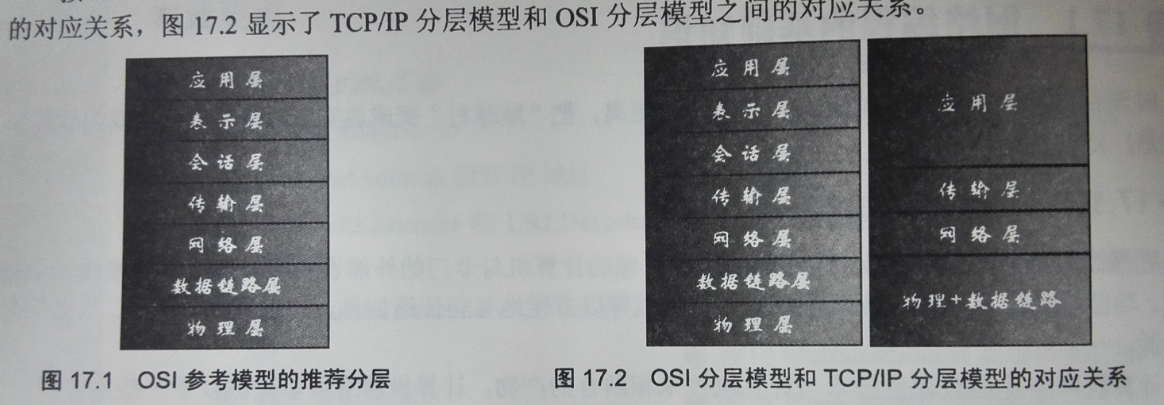 的对应关系，图 17.2 显示了 TCP/IP 分层模型和 OSI 分层模型之间的对应关系。
应用层
表示层
会话层
传输层
网络层
数据链路层
物理层
图 17.1 OSI 参考模型的推荐分层
应用层
表示层
会话层
传输层
网络层
数据链路层
物理层
应用层
传输层
网络层
物理+数据链路
图 17.2 OSI 分层模型和 TCP/IP 分层模型的对应关系